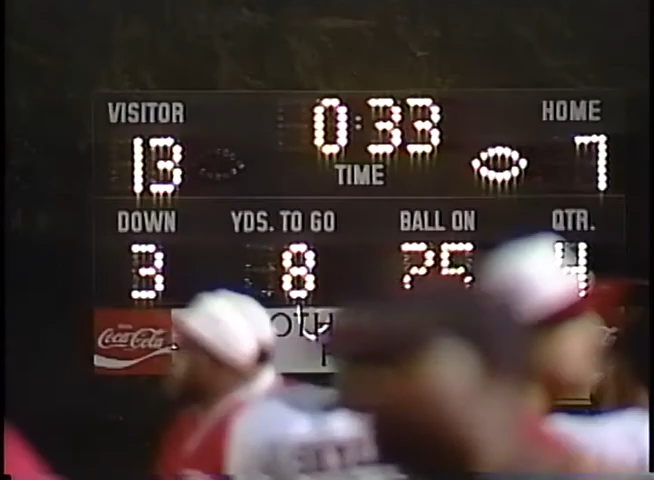 VISITOR 0:33 HOME
13 TIME 7
DOWN YDS. TO GO BALL ON QTR.
3 8 25 4
Coca-Cola OTH